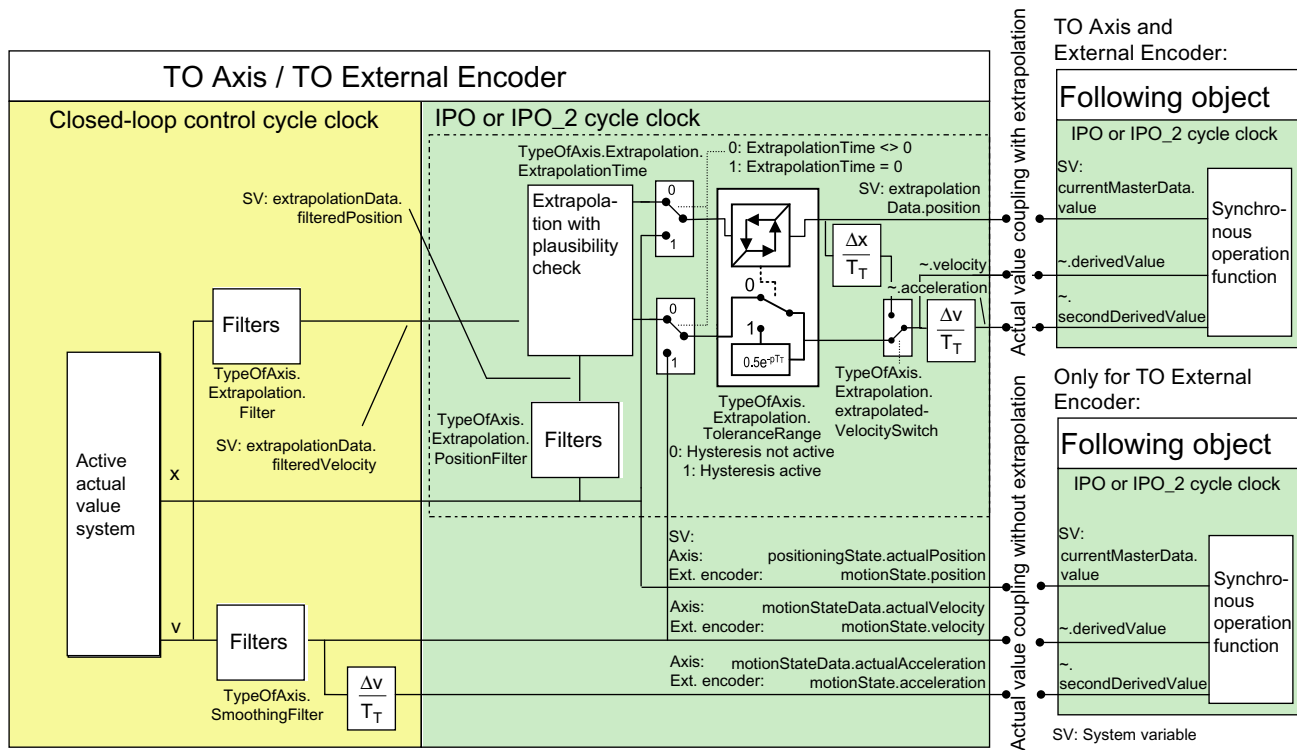 TO Axis / TO External Encoder
Closed-loop control cycle clock
SV: extrapolationData.
filteredPosition
Filters
TypeOfAxis.
Extrapolation.
Filter
SV: extrapolationData.
filteredVelocity
Active
actual
value
system
x
v
Filters
TypeOfAxis.
SmoothingFilter
Δv
T_T
IPO or IPO_2 cycle clock
TypeOfAxis.Extrapolation.
ExtrapolationTime
0: ExtrapolationTime <> 0
1: ExtrapolationTime = 0
Extrapola-
tion with
plausibility
check
0
1
0
1
TypeOfAxis.
Extrapolation.
PositionFilter
Filters
0
1
0.5e^-pT_T
TypeOfAxis.
Extrapolation.
ToleranceRange
0: Hysteresis not active
1: Hysteresis active
SV: extrapolation
Data.position
Δx
T_T
~.velocity
~.acceleration
Δv
T_T
TypeOfAxis.
Extrapolation.
extrapolated-
VelocitySwitch
SV:
Axis: positioningState.actualPosition
Ext. encoder: motionState.position
Axis: motionStateData.actualVelocity
Ext. encoder: motionState.velocity
Axis: motionStateData.actualAcceleration
Ext. encoder: motionState.acceleration
Actual value coupling with extrapolation
Actual value coupling without extrapolation
TO Axis and
External Encoder:
Following object
IPO or IPO_2 cycle clock
SV:
currentMasterData.
value
~.derivedValue
~.
secondDerivedValue
Synchro-
nous
operation
function
Only for TO External
Encoder:
Following object
IPO or IPO_2 cycle clock
SV:
currentMasterData.
value
~.derivedValue
~.
secondDerivedValue
Synchro-
nous
operation
function
SV: System variable